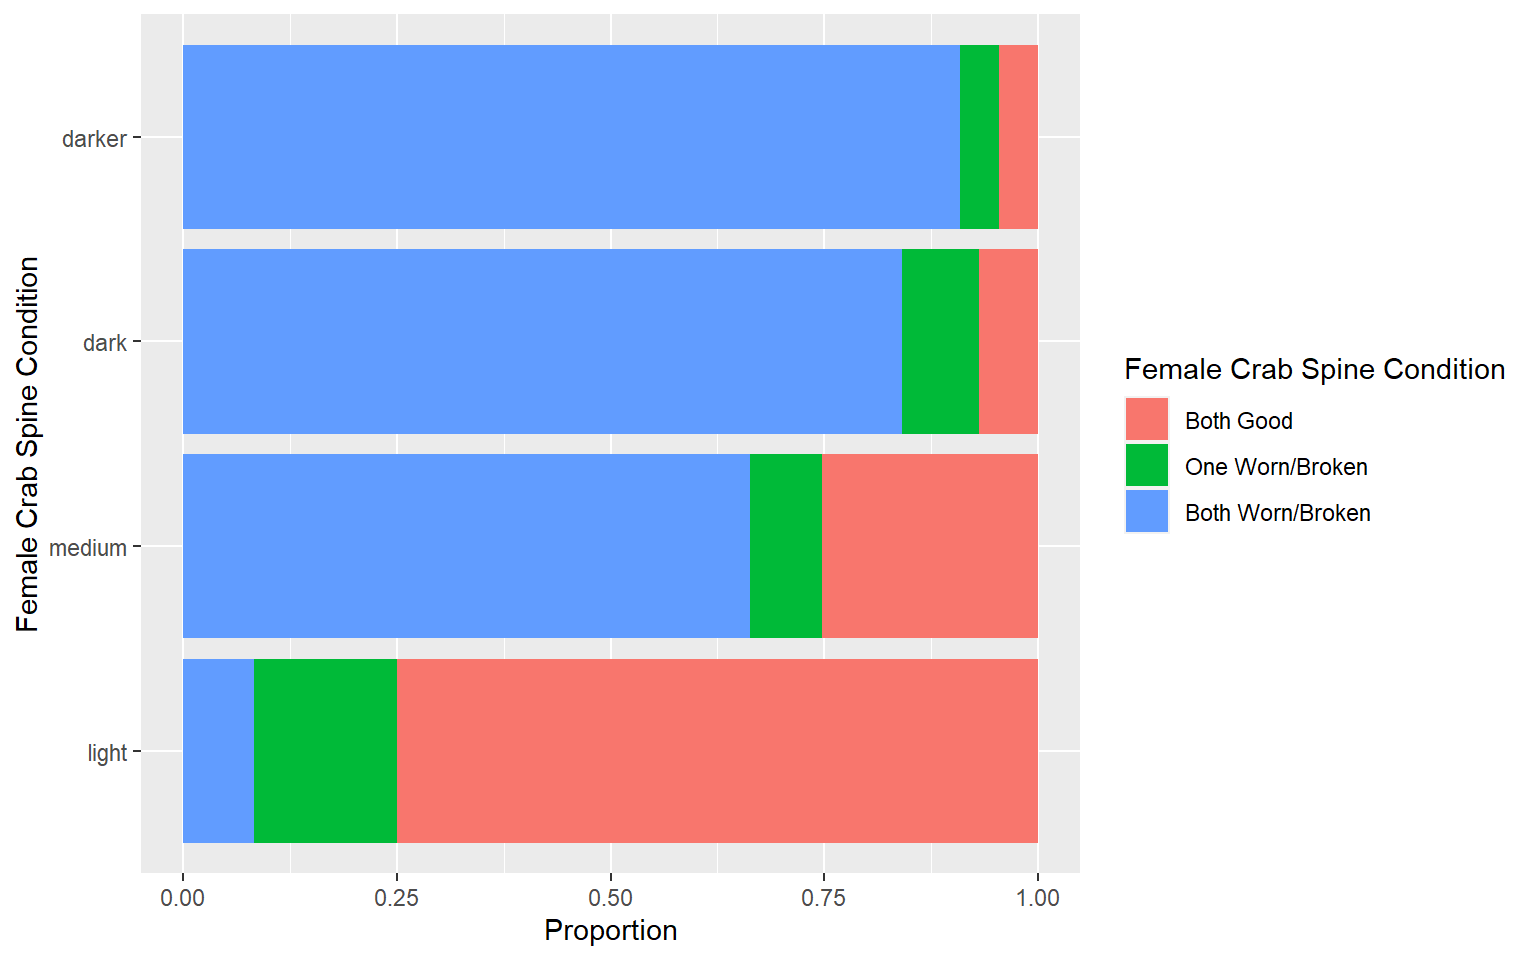 Female Crab Spine Condition
darker
dark
medium
light
0.00 0.25 0.50 0.75 1.00
Proportion
Female Crab Spine Condition
Both Good
One Worn/Broken
Both Worn/Broken